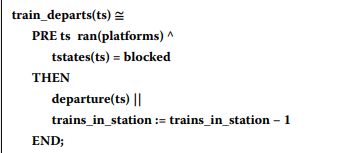 train_departs(ts) ≅
PRE ts ran(platforms) ^
tstates(ts) = blocked
THEN
departure(ts) ||
trains_in_station := trains_in_station – 1
END;